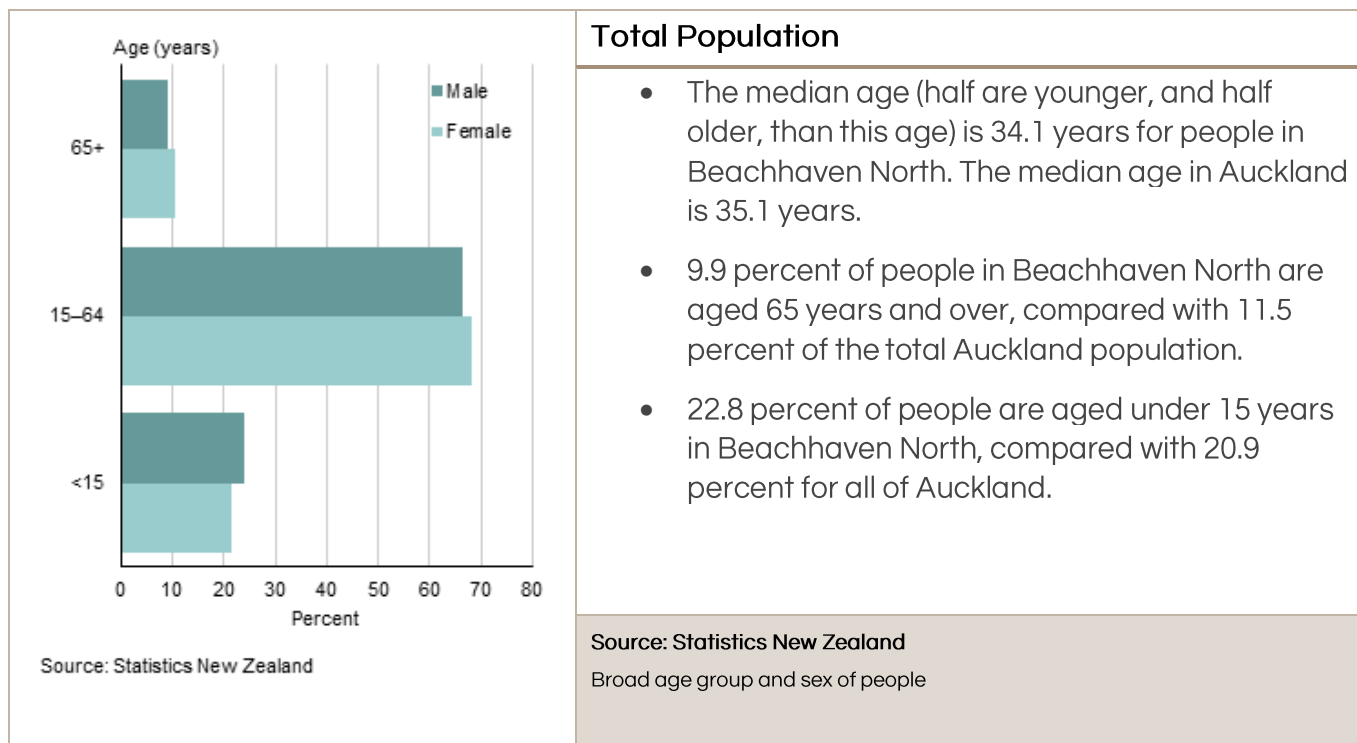 Age (years)
Male
Female
65+
15–64
<15
0 10 20 30 40 50 60 70 80
Percent
Source: Statistics New Zealand
Total Population
• The median age (half are younger, and half
older, than this age) is 34.1 years for people in
Beachhaven North. The median age in Auckland
is 35.1 years.
• 9.9 percent of people in Beachhaven North are
aged 65 years and over, compared with 11.5
percent of the total Auckland population.
• 22.8 percent of people are aged under 15 years
in Beachhaven North, compared with 20.9
percent for all of Auckland.
Source: Statistics New Zealand
Broad age group and sex of people